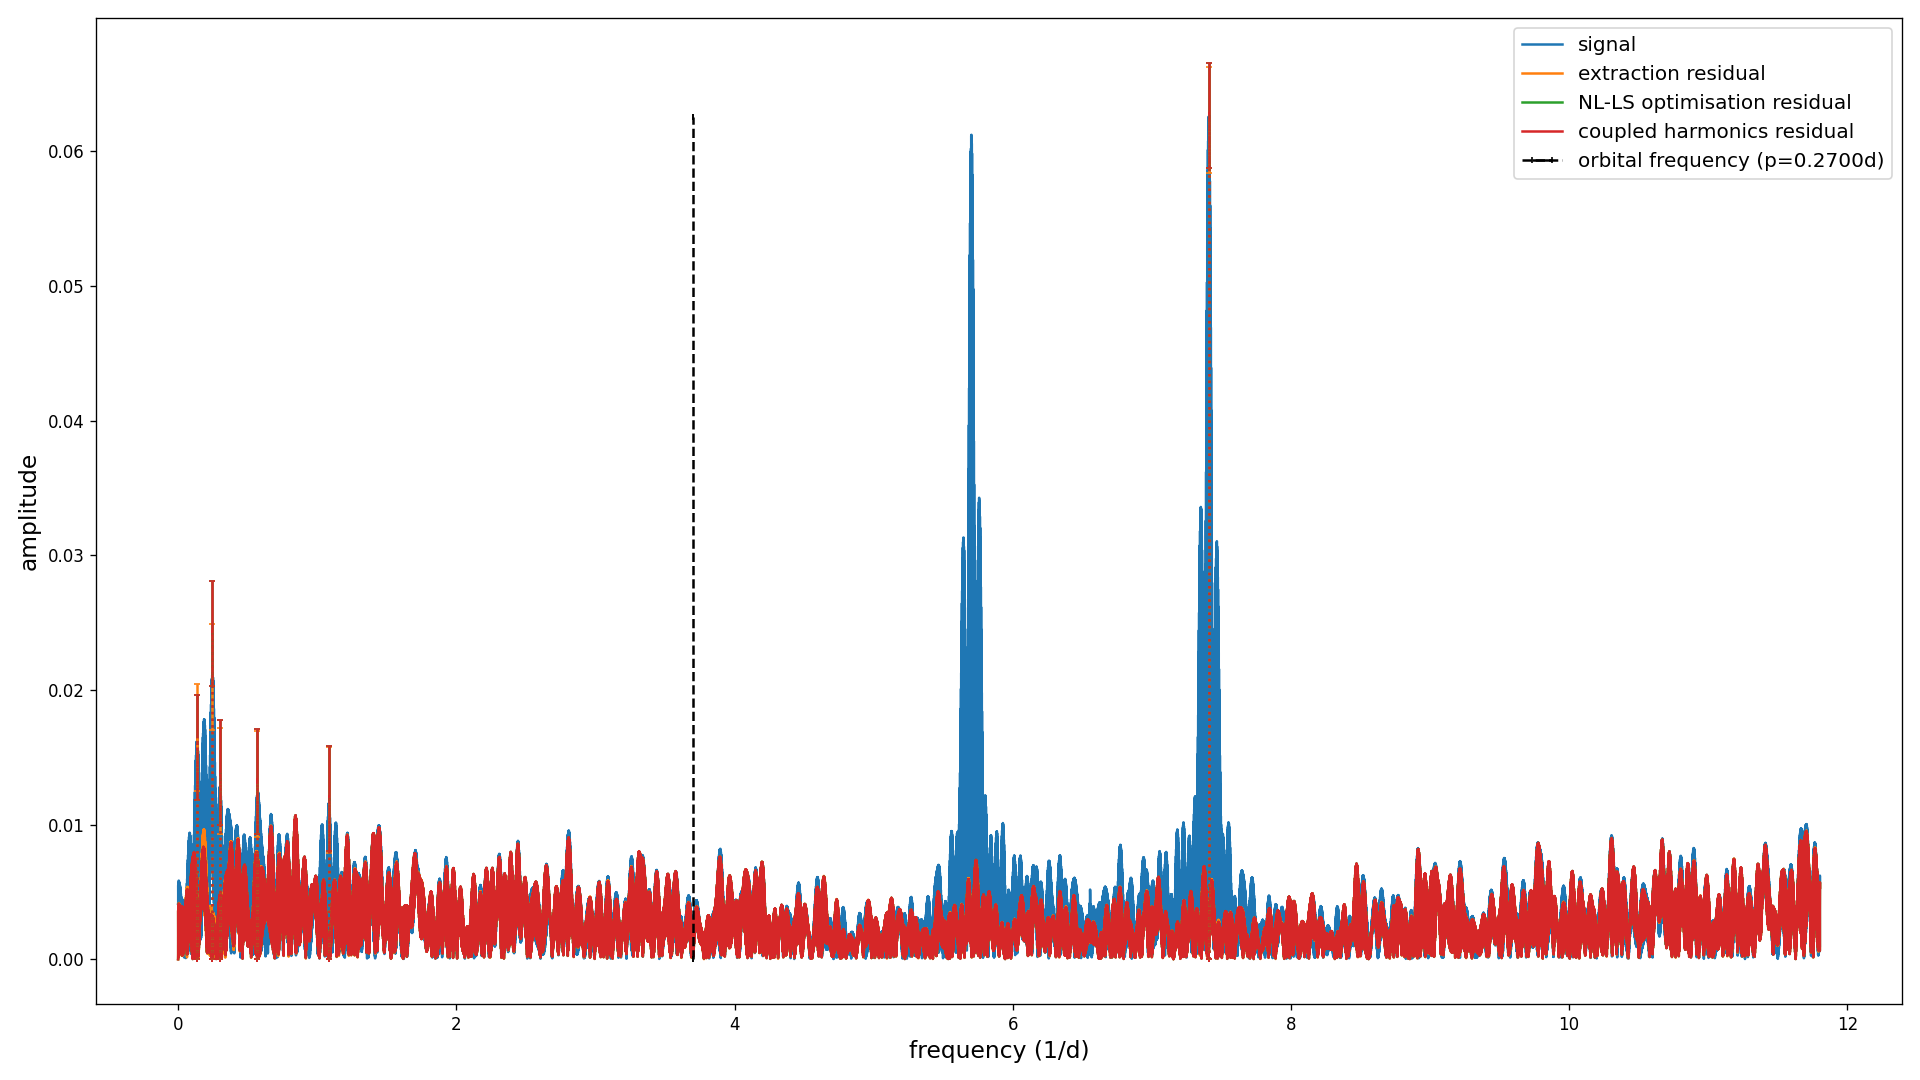 signal
extraction residual
NL-LS optimisation residual
coupled harmonics residual
orbital frequency (p=0.2700d)
amplitude
0.06
0.05
0.04
0.03
0.02
0.01
0.00
0 2 4 6 8 10 12
frequency (1/d)